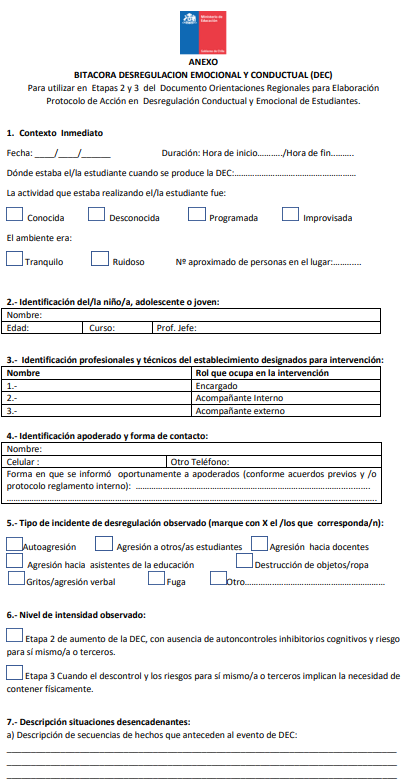 Ministerio de
Educación
Gobierno de Chile
ANEXO
BITACORA DESREGULACION EMOCIONAL Y CONDUCTUAL (DEC)
Para utilizar en Etapas 2 y 3 del Documento Orientaciones Regionales para Elaboración
Protocolo de Acción en Desregulación Conductual y Emocional de Estudiantes.
1. Contexto Inmediato
Fecha: ____/____/______ Duración: Hora de inicio........../Hora de fin.........
Dónde estaba el/la estudiante cuando se produce la DEC:................................................
La actividad que estaba realizando el/la estudiante fue:
Conocida Desconocida Programada Improvisada
El ambiente era:
Tranquilo Ruidoso Nº aproximado de personas en el lugar:...........
2.- Identificación del/la niño/a, adolescente o joven:
Nombre:
Edad: Curso: Prof. Jefe:
3.- Identificación profesionales y técnicos del establecimiento designados para intervención:
Nombre Rol que ocupa en la intervención
1.- Encargado
2.- Acompañante Interno
3.- Acompañante externo
4.- Identificación apoderado y forma de contacto:
Nombre:
Celular : Otro Teléfono:
Forma en que se informó oportunamente a apoderados (conforme acuerdos previos y /o
protocolo reglamento interno): ................................................................................
................................................................................................................................
5.- Tipo de incidente de desregulación observado (marque con X el /los que corresponda/n):
Autoagresión Agresión a otros/as estudiantes Agresión hacia docentes
Agresión hacia asistentes de la educación Destrucción de objetos/ropa
Gritos/agresión verbal Fuga Otro.......................................................
6.- Nivel de intensidad observado:
Etapa 2 de aumento de la DEC, con ausencia de autocontroles inhibitorios cognitivos y riesgo
para sí mismo/a o terceros.
Etapa 3 Cuando el descontrol y los riesgos para sí mismo/a o terceros implican la necesidad de
contener físicamente.
7.- Descripción situaciones desencadenantes:
a) Descripción de secuencias de hechos que anteceden al evento de DEC: